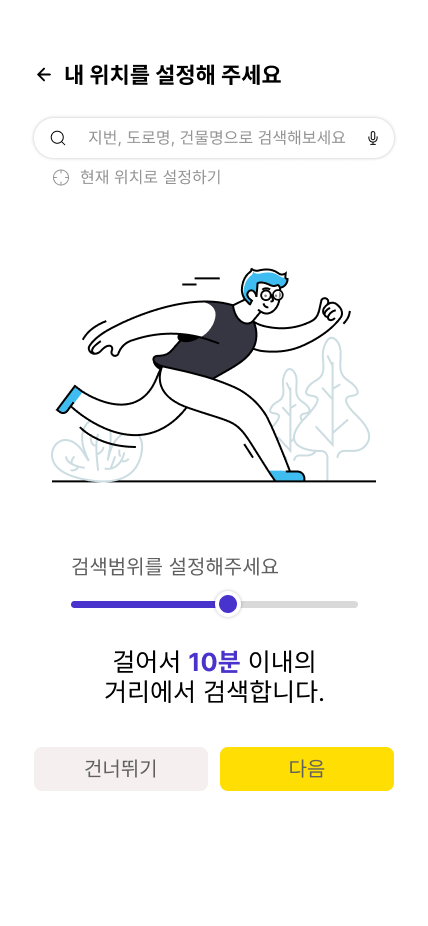 내 위치를 설정해 주세요
지번, 도로명, 건물명으로 검색해보세요
현재 위치로 설정하기
검색범위를 설정해주세요
걸어서 10분 이내의
거리에서 검색합니다.
건너뛰기
다음